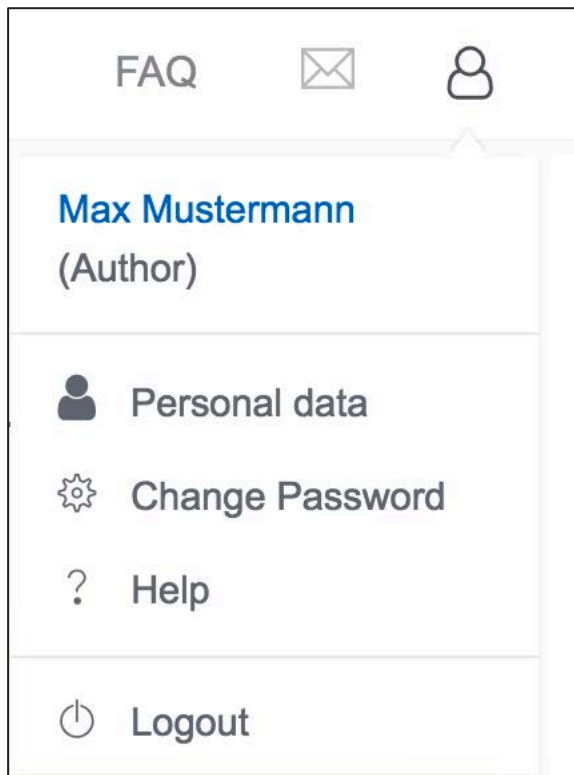 FAQ
Max Mustermann
(Author)
Personal data
Change Password
? Help
Logout